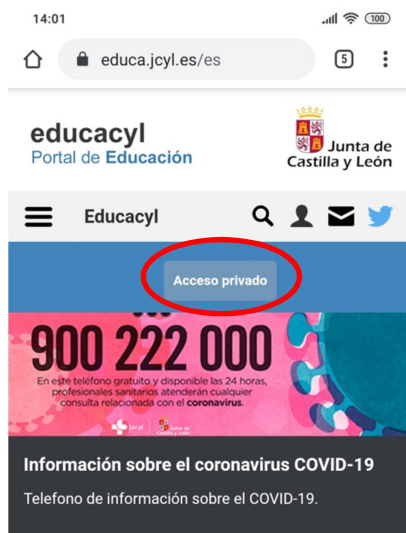 14:01
100
educa.jcyl.es/es
5
educacyl
Portal de Educación
Junta de
Castilla y León
Educacyl
Acceso privado
900 222 000
En este teléfono gratuito y disponible las 24 horas,
profesionales sanitarios atenderán cualquier
consulta relacionada con el coronavirus.
Sacyl
Junta de
Castilla y León
Información sobre el coronavirus COVID-19
Telefono de información sobre el COVID-19.